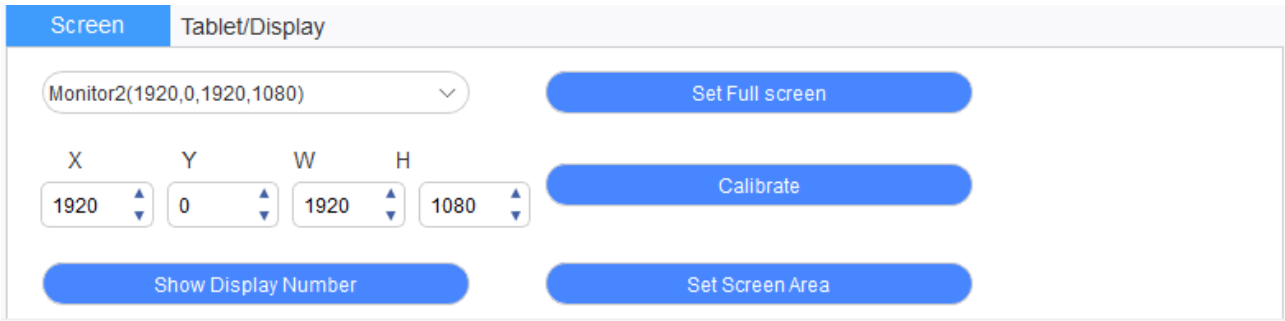 Screen Tablet/Display
Monitor2(1920,0,1920,1080) Set Full screen
X Y W H
1920 0 1920 1080 Calibrate
Show Display Number Set Screen Area